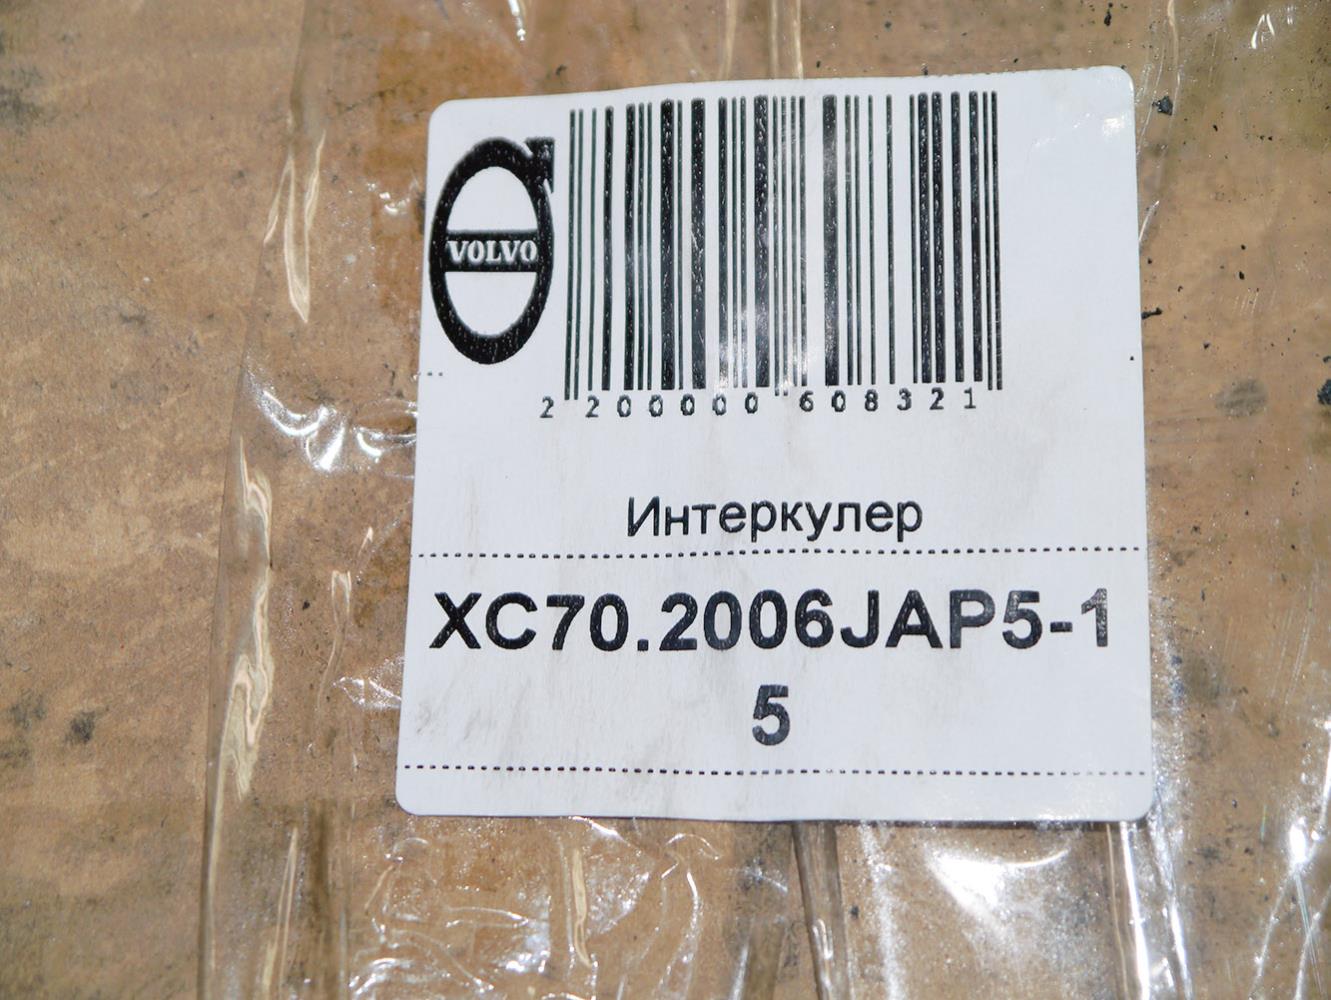 VOLVO
2 200000 608321
Интеркулер
XC70.2006JAP5-1
5